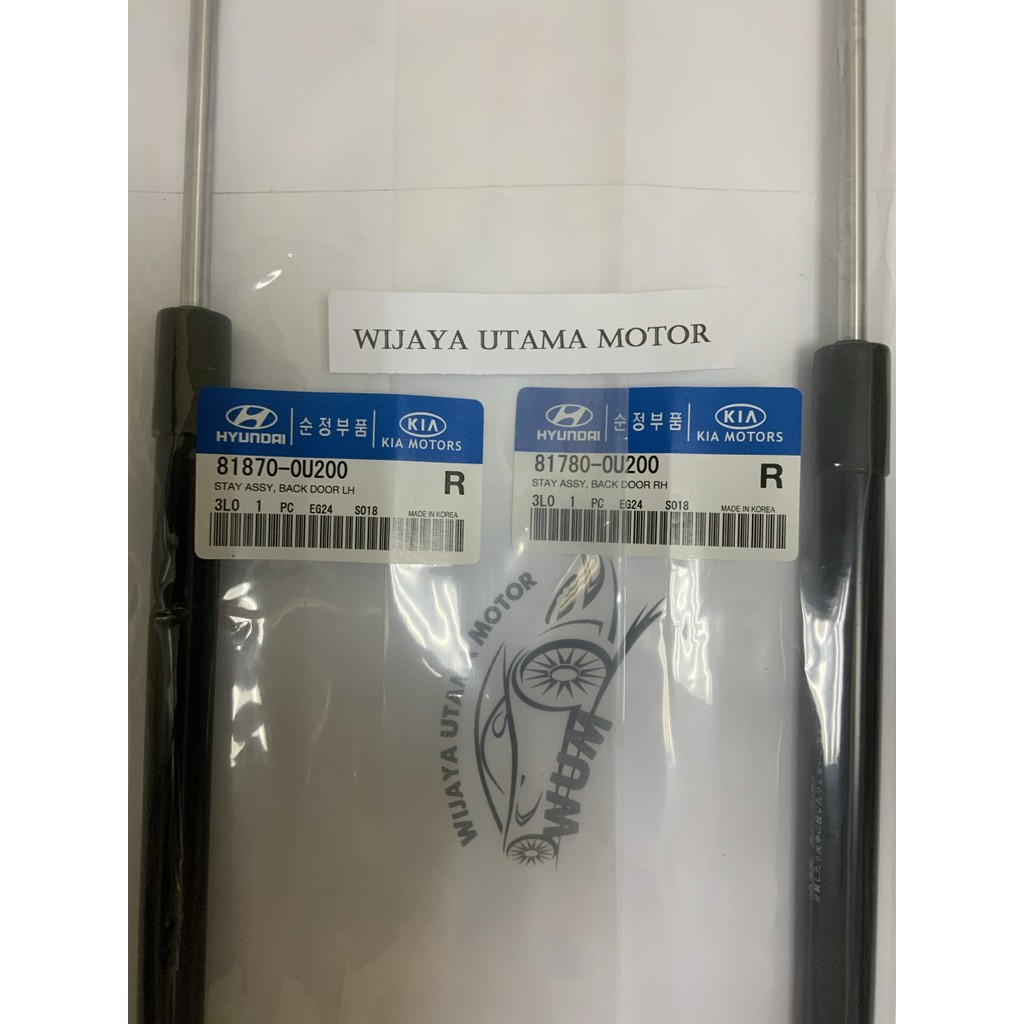 WIJAYA UTAMA MOTOR
HYUNDAI 순정부품 KIA
KIA MOTORS
81870-0U200
R
STAY ASSY, BACK DOOR LH
3L0 1 PC EG24 S018 MADE IN KOREA
HYUNDAI 순정부품 KIA
KIA MOTORS
81780-0U200
R
STAY ASSY, BACK DOOR RH
3L0 1 PC EG24 S018 MADE IN KOREA
WIJAYA UTAMA MOTOR
WUM